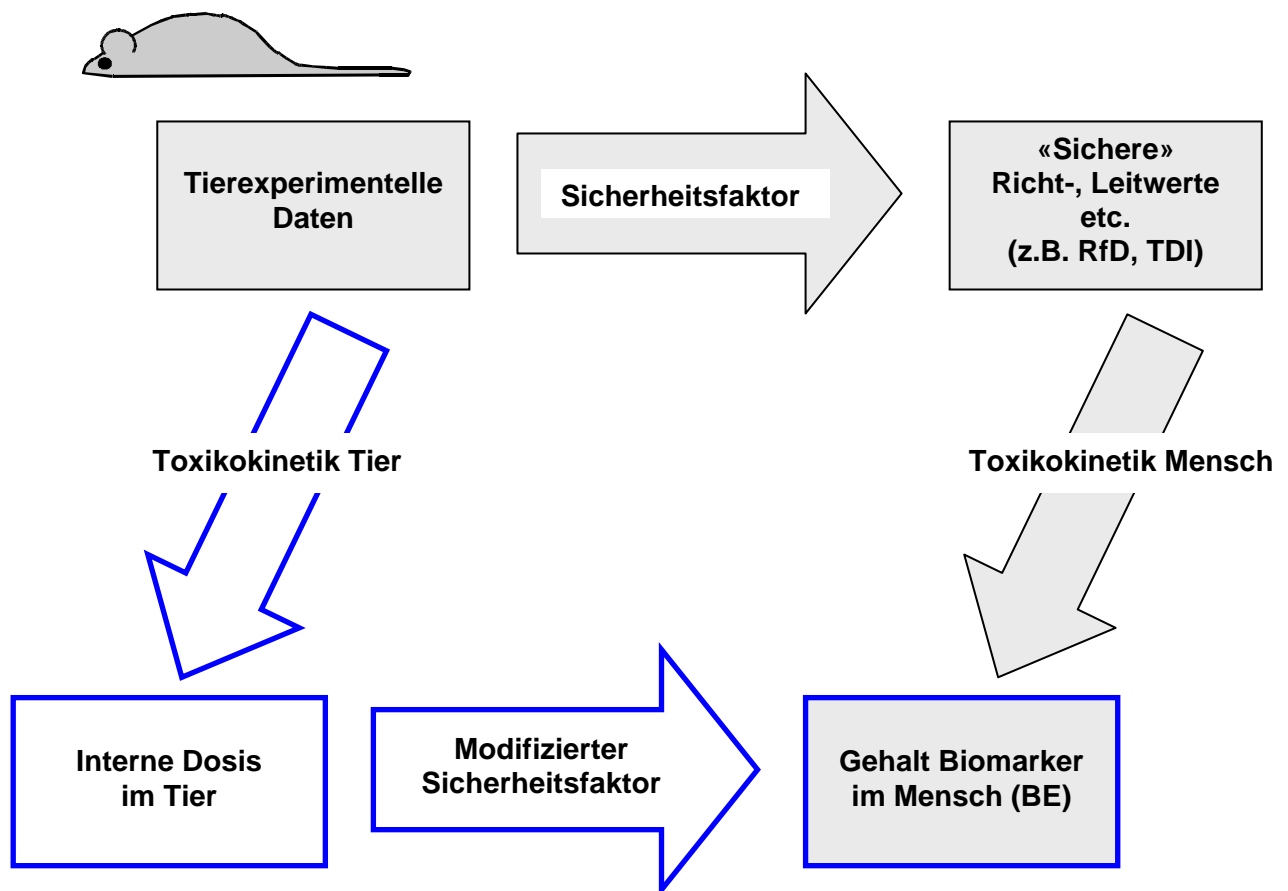 Tierexperimentelle
Daten
Sicherheitsfaktor
«Sichere»
Richt-, Leitwerte
etc.
(z.B. RfD, TDI)
Toxikokinetik Tier
Toxikokinetik Mensch
Interne Dosis
im Tier
Modifizierter
Sicherheitsfaktor
Gehalt Biomarker
im Mensch (BE)